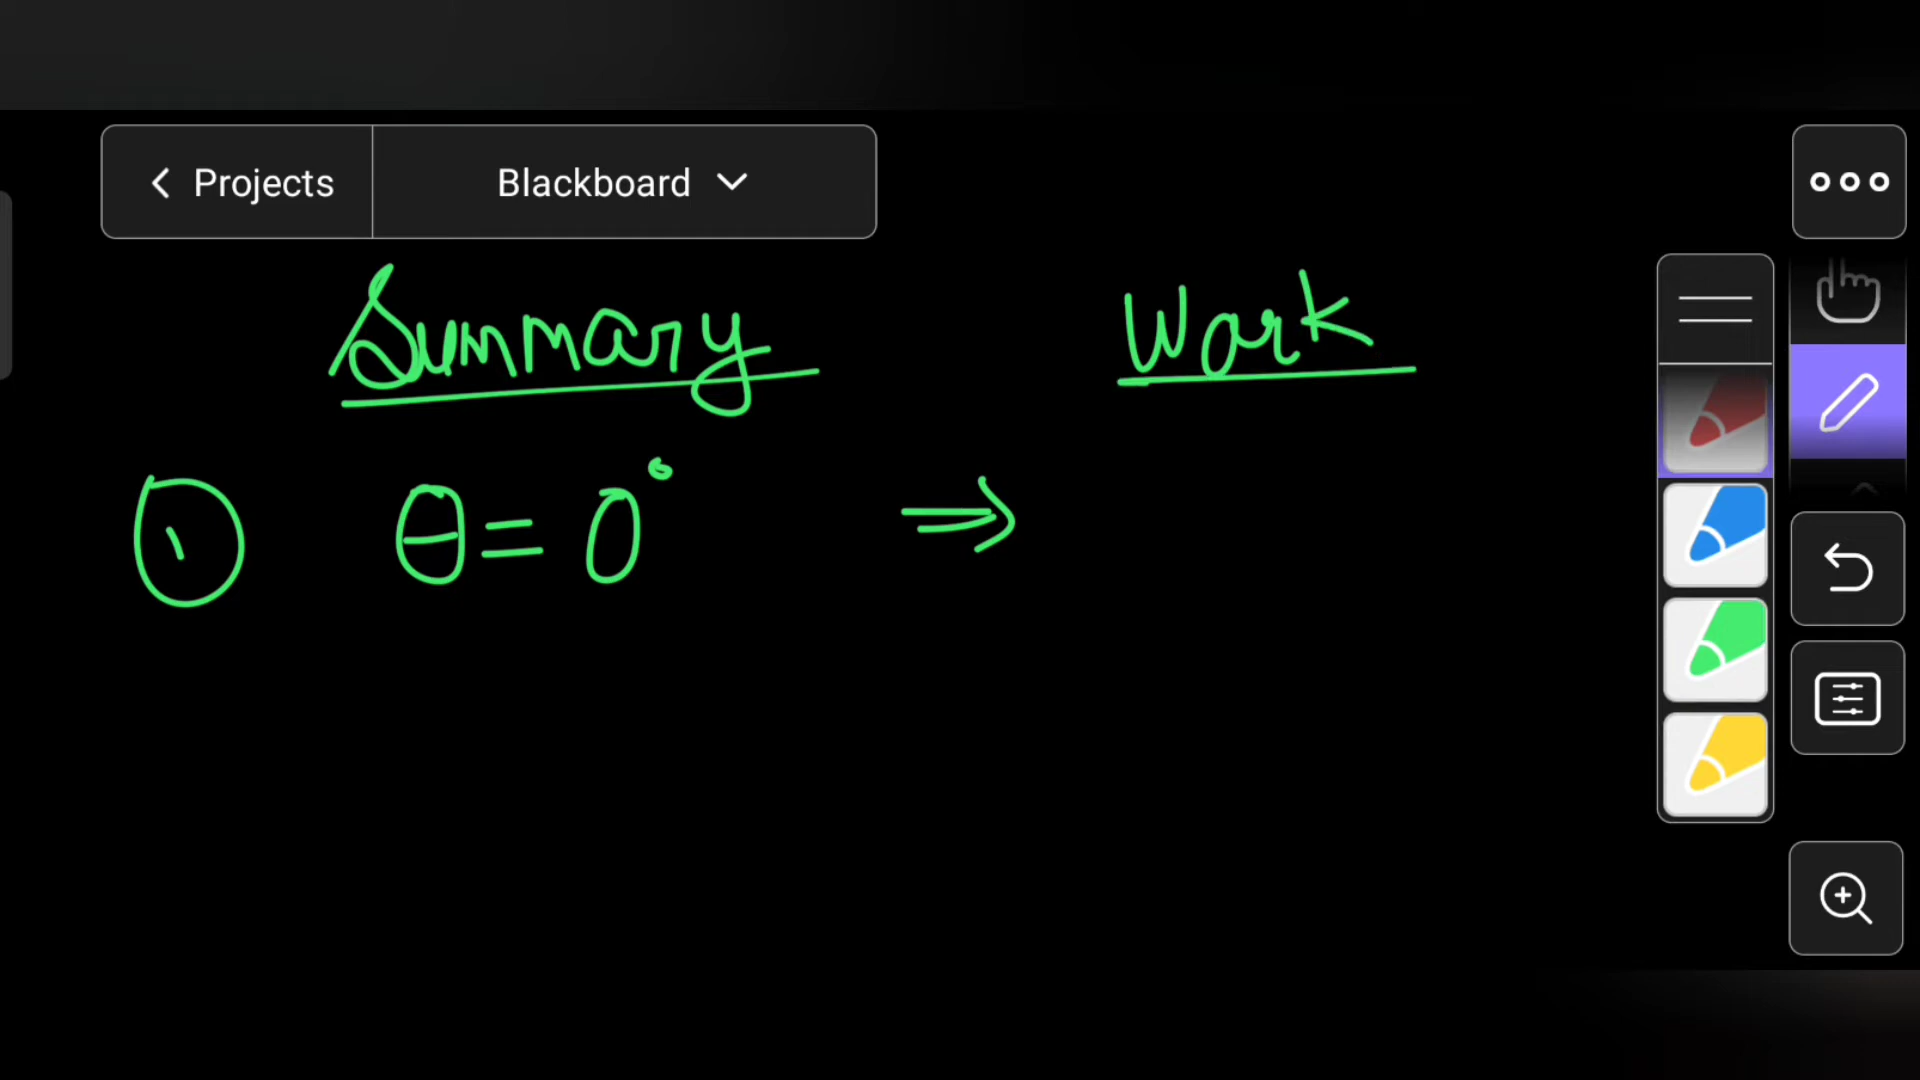 Projects Blackboard
Summary Work
1 θ = 0° ⇒